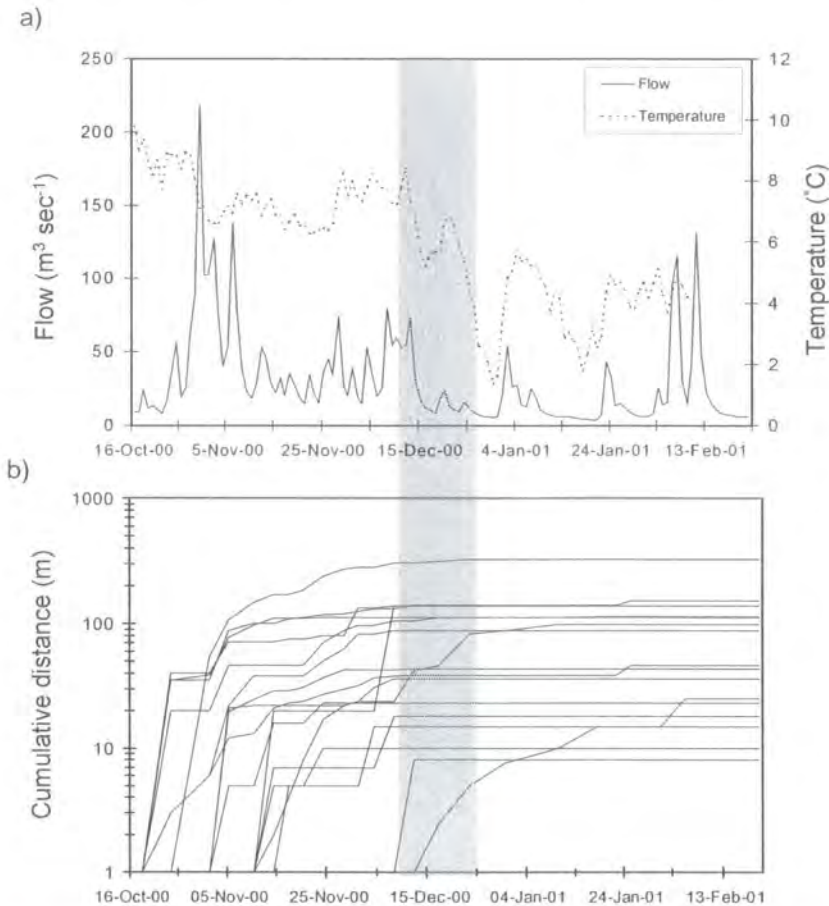 a)
250
200
150
100
50
0
Flow (m³ sec⁻¹)
12
10
8
6
4
2
0
Temperature (˚C)
Flow
Temperature
16-Oct-00 5-Nov-00 25-Nov-00 15-Dec-00 4-Jan-01 24-Jan-01 13-Feb-01
b)
1000
100
10
1
Cumulative distance (m)
16-Oct-00 05-Nov-00 25-Nov-00 15-Dec-00 04-Jan-01 24-Jan-01 13-Feb-01